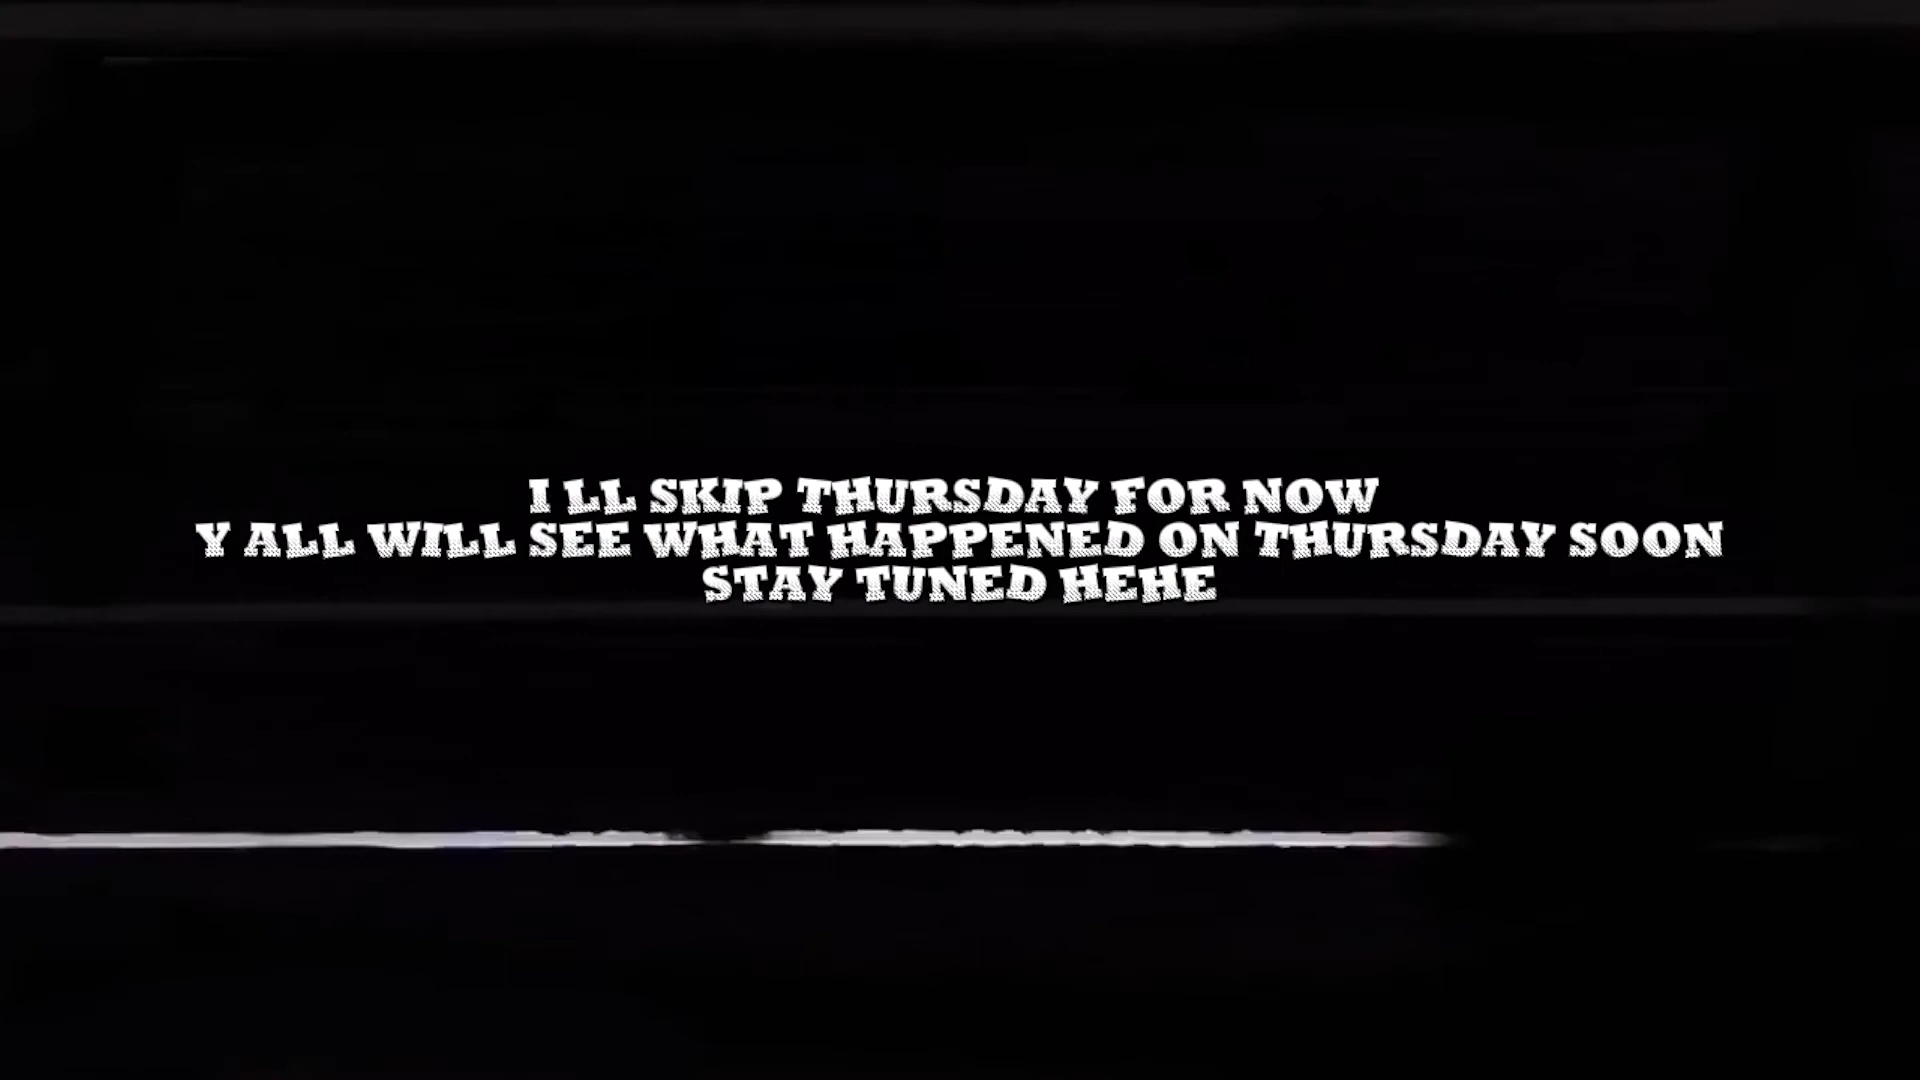 I LL SKIP THURSDAY FOR NOW
Y ALL WILL SEE WHAT HAPPENED ON THURSDAY SOON
STAY TUNED HEHE